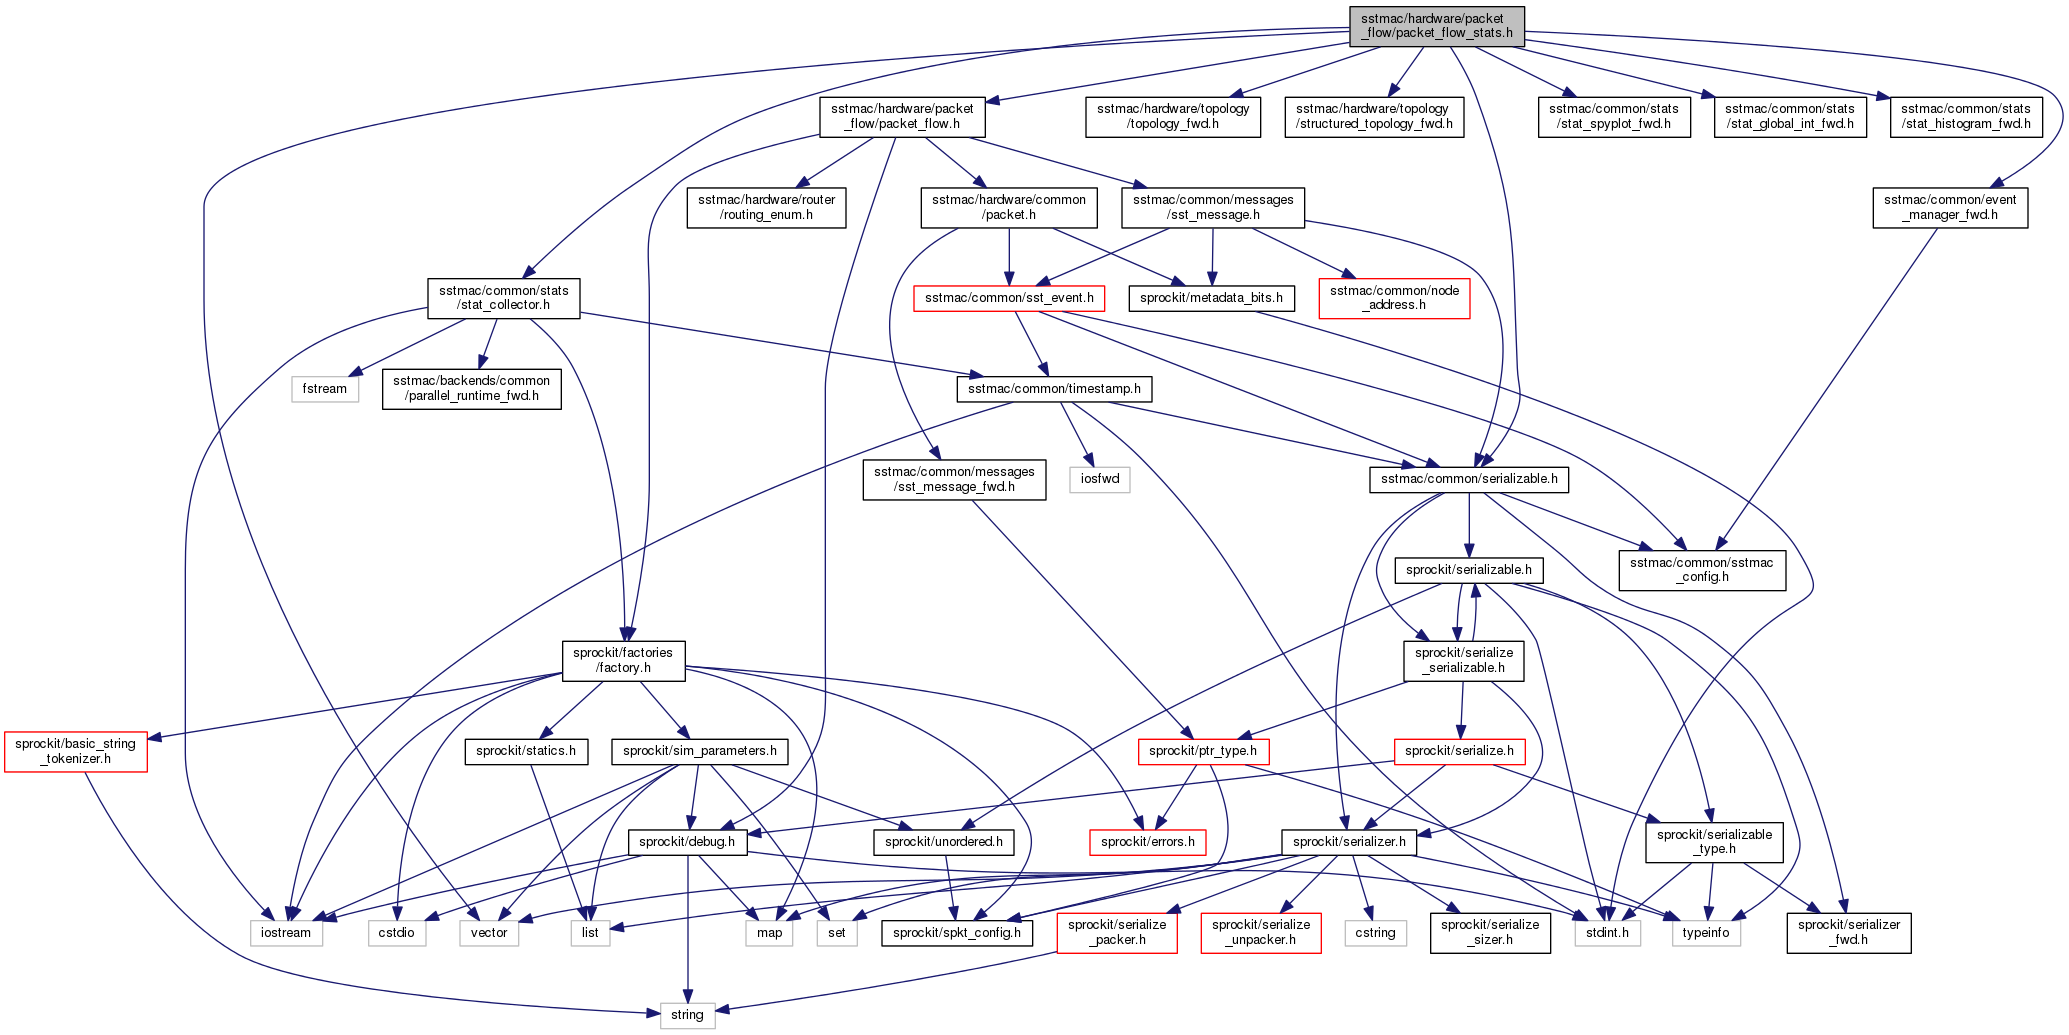 sstmac/hardware/packet
_flow/packet_flow_stats.h
sstmac/hardware/packet
_flow/packet_flow.h
sstmac/hardware/topology
/topology_fwd.h
sstmac/hardware/topology
/structured_topology_fwd.h
sstmac/common/stats
/stat_spyplot_fwd.h
sstmac/common/stats
/stat_global_int_fwd.h
sstmac/common/stats
/stat_histogram_fwd.h
sstmac/hardware/router
/routing_enum.h
sstmac/hardware/common
/packet.h
sstmac/common/messages
/sst_message.h
sstmac/common/event
_manager_fwd.h
sstmac/common/stats
/stat_collector.h
sstmac/common/sst_event.h
sprockit/metadata_bits.h
sstmac/common/node
_address.h
fstream
sstmac/backends/common
/parallel_runtime_fwd.h
sstmac/common/timestamp.h
sstmac/common/messages
/sst_message_fwd.h
iosfwd
sstmac/common/serializable.h
sprockit/serializable.h
sstmac/common/sstmac
_config.h
sprockit/factories
/factory.h
sprockit/serialize
_serializable.h
sprockit/basic_string
_tokenizer.h
sprockit/statics.h
sprockit/sim_parameters.h
sprockit/ptr_type.h
sprockit/serialize.h
sprockit/debug.h
sprockit/unordered.h
sprockit/errors.h
sprockit/serializer.h
sprockit/serializable
_type.h
iostream
cstdio
vector
list
map
set
sprockit/spkt_config.h
sprockit/serialize
_packer.h
sprockit/serialize
_unpacker.h
cstring
sprockit/serialize
_sizer.h
stdint.h
typeinfo
sprockit/serializer
_fwd.h
string